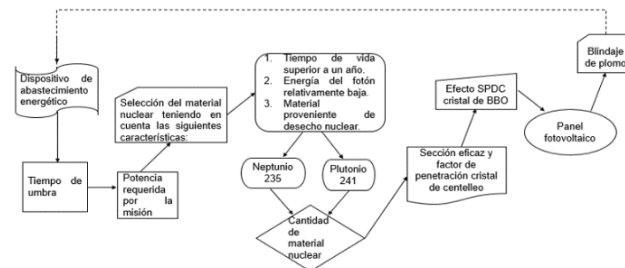 Dispositivo de
abastecimiento
energético
Tiempo de
umbra
Potencia
requerida
por la
misión
Selección del material
nuclear teniendo en
cuenta las siguientes
características:
1. Tiempo de vida
superior a un año.
2. Energía del fotón
relativamente baja.
3. Material
proveniente de
desecho nuclear.
Neptunio
235
Plutonio
241
Cantidad
de
material
nuclear
Sección eficaz y
factor de
penetración cristal
de centelleo
Efecto SPDC
cristal de BBO
Panel
fotovoltaico
Blindaje
de plomo